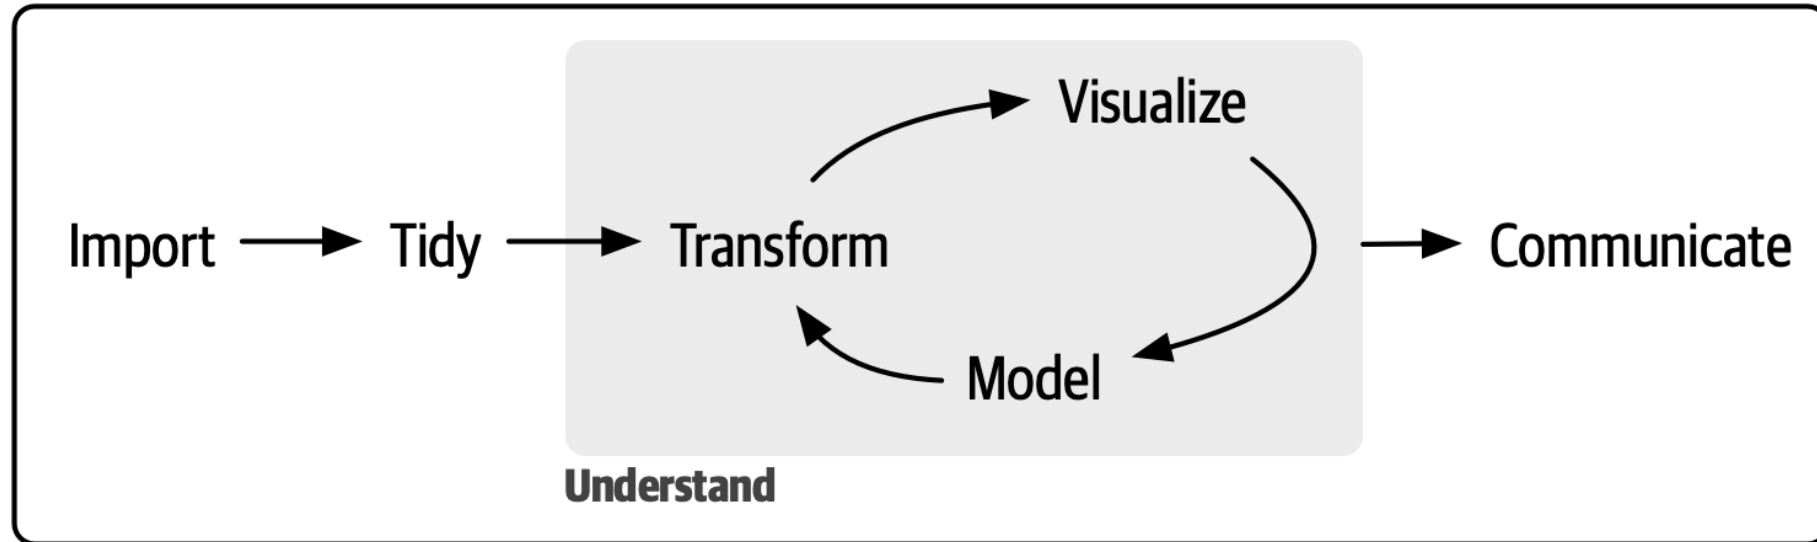 Visualize
Import
Tidy
Transform
Communicate
Model
Understand